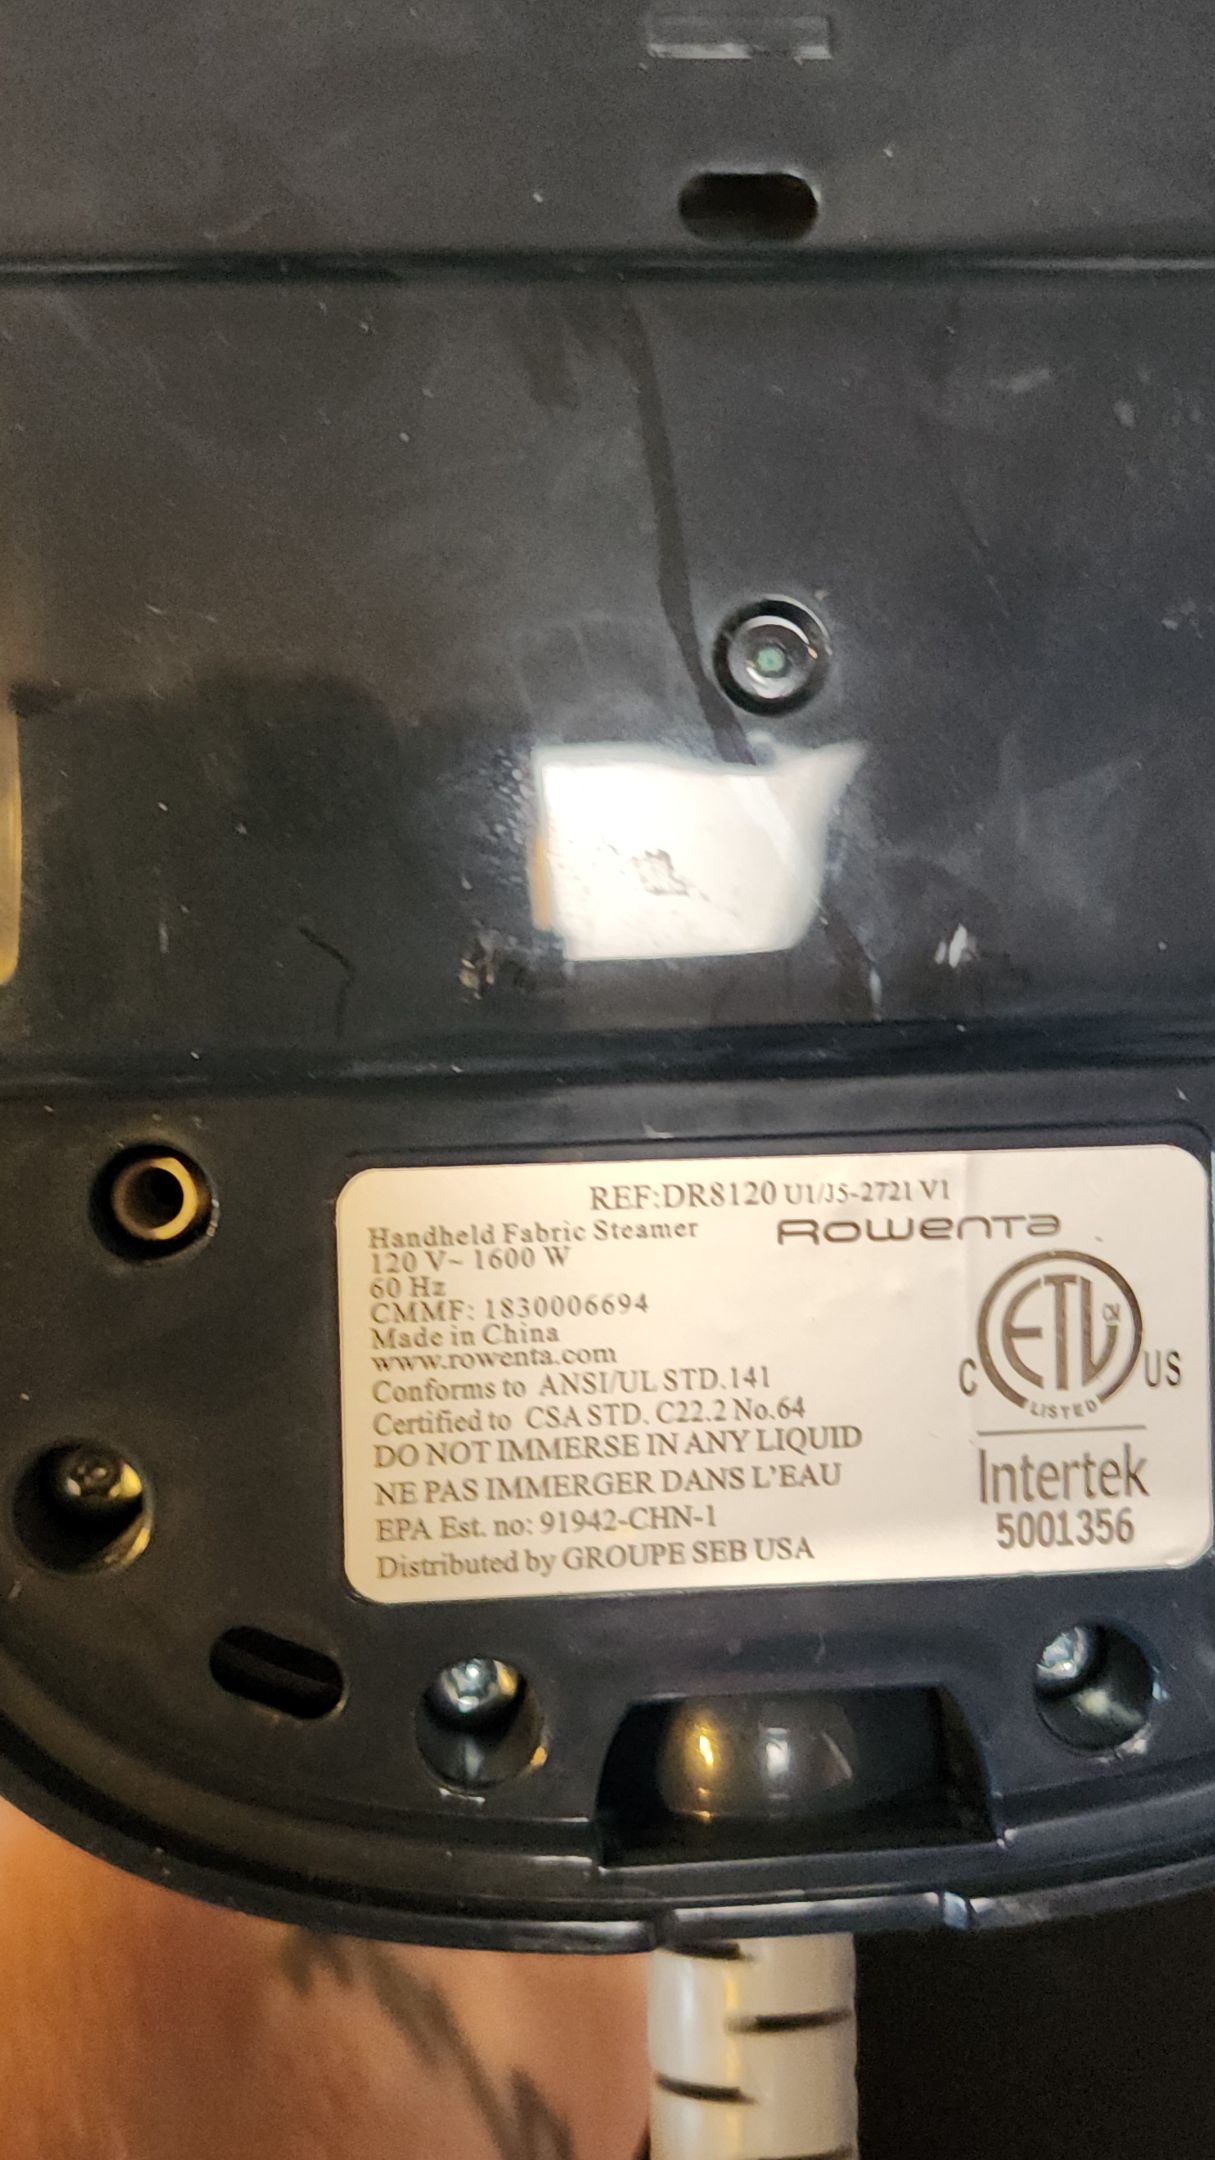 REF:DR8120 U1/J5-2721 V1
Handheld Fabric Steamer
Rowenta
120 V~ 1600 W
60 Hz
CMMF: 1830006694
Made in China
www.rowenta.com
Conforms to ANSI/UL STD.141
Certified to CSA STD. C22.2 No.64
DO NOT IMMERSE IN ANY LIQUID
NE PAS IMMERGER DANS L'EAU
EPA Est. no: 91942-CHN-1
Distributed by GROUPE SEB USA
ETL CM
C US
LISTED
Intertek
5001356